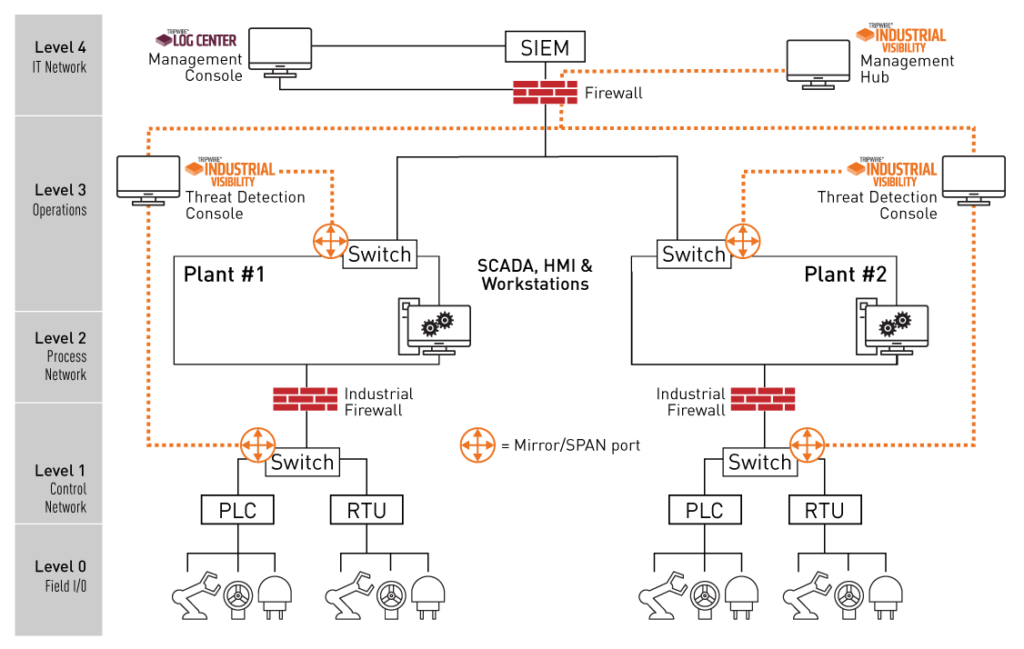 Level 4
IT Network
TRIPWIRE®
LOG CENTER
Management
Console
SIEM
Firewall
TRIPWIRE®
INDUSTRIAL
VISIBILITY
Management
Hub
Level 3
Operations
TRIPWIRE®
INDUSTRIAL
VISIBILITY
Threat Detection
Console
TRIPWIRE®
INDUSTRIAL
VISIBILITY
Threat Detection
Console
Switch
Plant #1
SCADA, HMI &
Workstations
Switch
Plant #2
Level 2
Process
Network
Industrial
Firewall
Industrial
Firewall
Level 1
Control
Network
Switch
= Mirror/SPAN port
Switch
PLC
RTU
PLC
RTU
Level 0
Field I/0